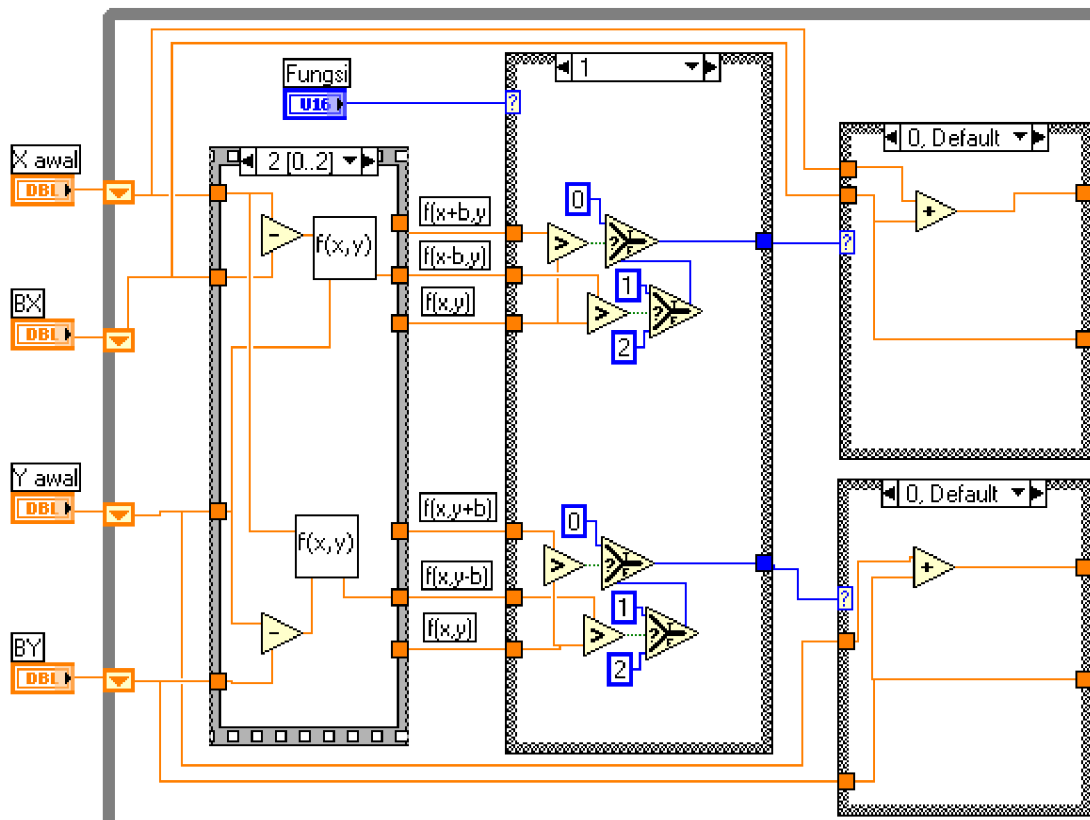 Fungsi
U16
1
?
X awal
DBL
2 [0..2]
0, Default
f(x+b,y
0
-
f(x,y)
>
?
F
+
?
f(x-b,y)
BX
DBL
f(x,y)
1
>
?
F
2
Y awal
DBL
f(x,y+b)
0
0, Default
f(x,y)
>
?
F
+
f(x,y-b)
1
?
BY
DBL
-
f(x,y)
>
?
F
2